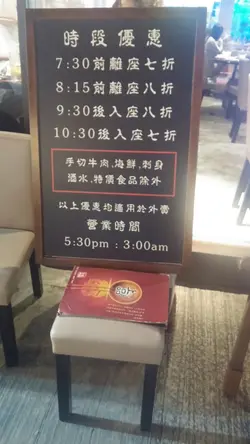 時段優惠
7:30前離座七折
8:15前離座八折
9:30後入座八折
10:30後入座七折
手切牛肉,海鮮,刺身
酒水,特價食品除外
以上優惠均適用於外賣
營業時間
5:30pm : 3:00am